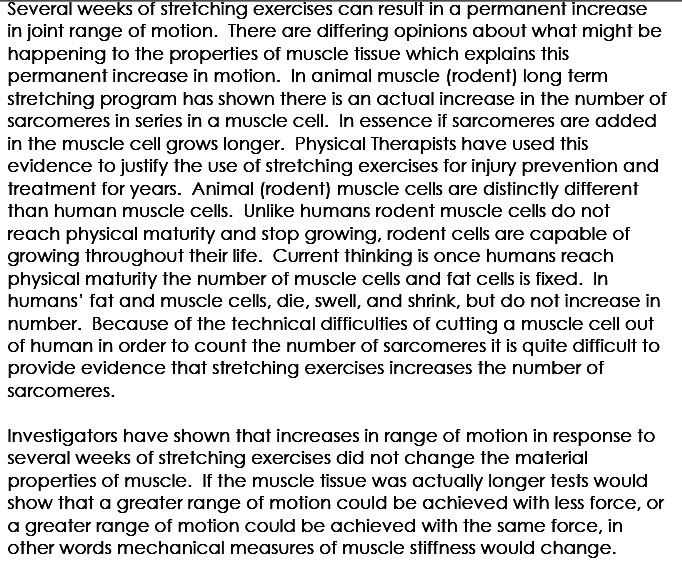 Several weeks of stretching exercises can result in a permanent increase
in joint range of motion.  There are differing opinions about what might be
happening to the properties of muscle tissue which explains this
permanent increase in motion.  In animal muscle (rodent) long term
stretching program has shown there is an actual increase in the number of
sarcomeres in series in a muscle cell.  In essence if sarcomeres are added
in the muscle cell grows longer.  Physical Therapists have used this
evidence to justify the use of stretching exercises for injury prevention and
treatment for years.  Animal (rodent) muscle cells are distinctly different
than human muscle cells.  Unlike humans rodent muscle cells do not
reach physical maturity and stop growing, rodent cells are capable of
growing throughout their life.  Current thinking is once humans reach
physical maturity the number of muscle cells and fat cells is fixed.  In
humans’ fat and muscle cells, die, swell, and shrink, but do not increase in
number.  Because of the technical difficulties of cutting a muscle cell out
of human in order to count the number of sarcomeres it is quite difficult to
provide evidence that stretching exercises increases the number of
sarcomeres.

Investigators have shown that increases in range of motion in response to
several weeks of stretching exercises did not change the material
properties of muscle.  If the muscle tissue was actually longer tests would
show that a greater range of motion could be achieved with less force, or
a greater range of motion could be achieved with the same force, in
other words mechanical measures of muscle stiffness would change.